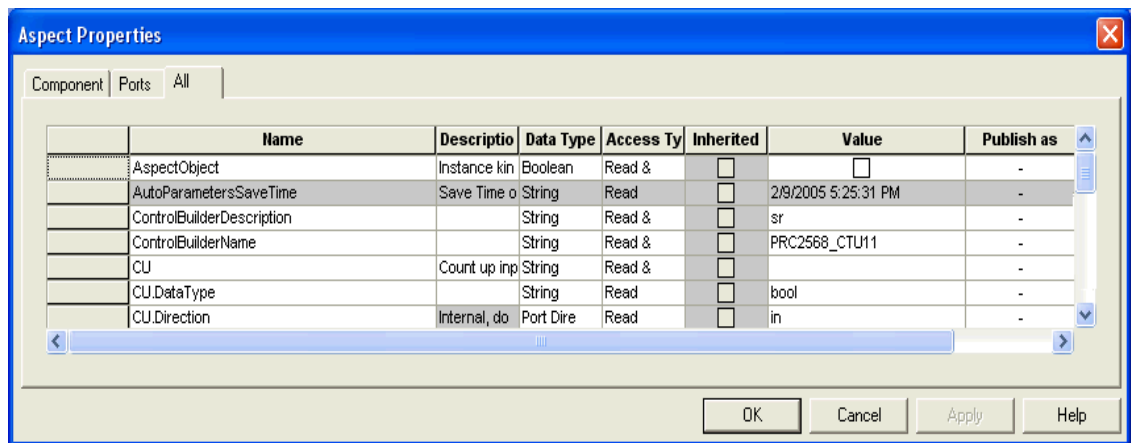 Aspect Properties
Component Ports All
Name Descriptio Data Type Access Ty Inherited Value Publish as
AspectObject Instance kin Boolean Read & -
AutoParametersSaveTime Save Time o String Read 2/9/2005 5:25:31 PM -
ControlBuilderDescription String Read & sr -
ControlBuilderName String Read & PRC2568_CTU11 -
CU Count up inp String Read & -
CU.DataType String Read bool -
CU.Direction Internal, do Port Dire Read in -
OK Cancel Apply Help